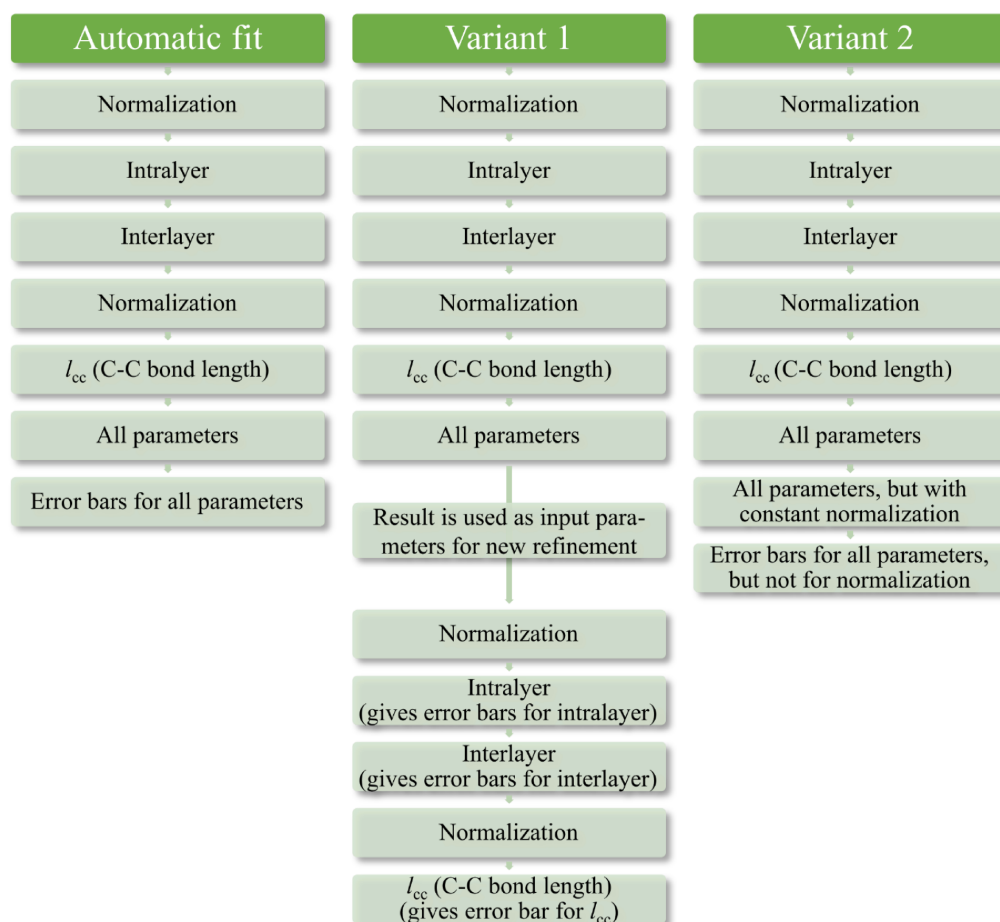 Automatic fit
Normalization
Intralyer
Interlayer
Normalization
lcc (C-C bond length)
All parameters
Error bars for all parameters
Variant 1
Normalization
Intralyer
Interlayer
Normalization
lcc (C-C bond length)
All parameters
Result is used as input para-
meters for new refinement
Normalization
Intralyer
(gives error bars for intralayer)
Interlayer
(gives error bars for interlayer)
Normalization
lcc (C-C bond length)
(gives error bar for lcc)
Variant 2
Normalization
Intralyer
Interlayer
Normalization
lcc (C-C bond length)
All parameters
All parameters, but with
constant normalization
Error bars for all parameters,
but not for normalization